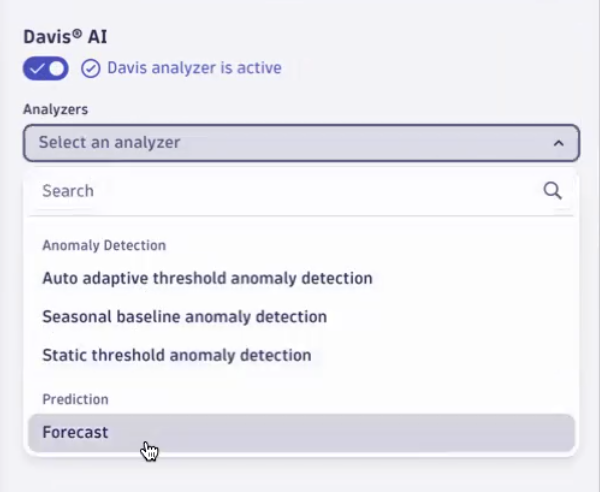 Davis® AI
Davis analyzer is active
Analyzers
Select an analyzer
Search
Anomaly Detection
Auto adaptive threshold anomaly detection
Seasonal baseline anomaly detection
Static threshold anomaly detection
Prediction
Forecast